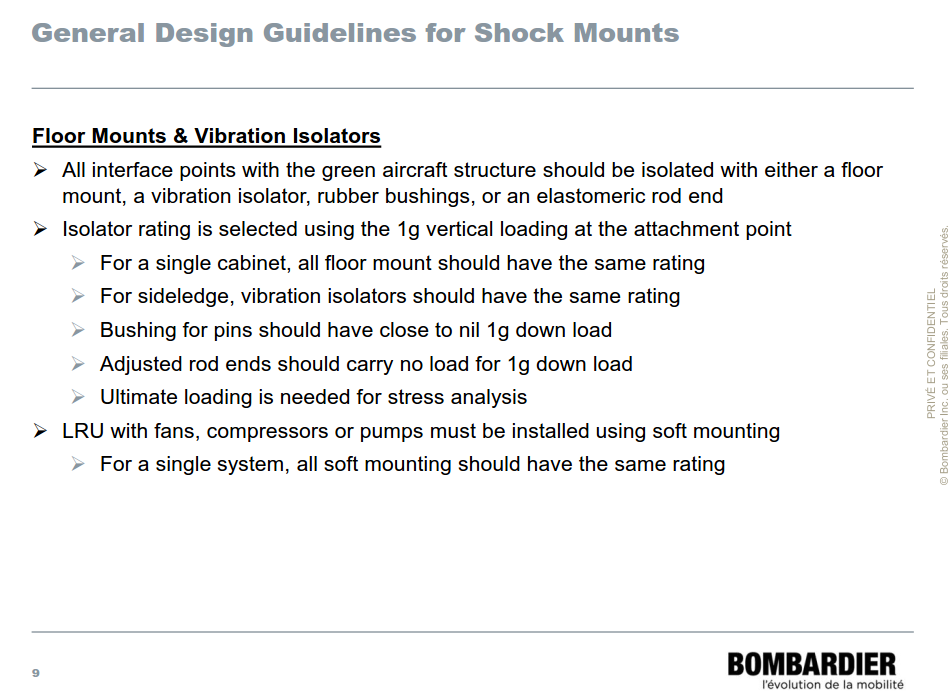 General Design Guidelines for Shock Mounts
Floor Mounts & Vibration Isolators
All interface points with the green aircraft structure should be isolated with either a floor
mount, a vibration isolator, rubber bushings, or an elastomeric rod end
Isolator rating is selected using the 1g vertical loading at the attachment point
For a single cabinet, all floor mount should have the same rating
For sideledge, vibration isolators should have the same rating
Bushing for pins should have close to nil 1g down load
Adjusted rod ends should carry no load for 1g down load
Ultimate loading is needed for stress analysis
LRU with fans, compressors or pumps must be installed using soft mounting
For a single system, all soft mounting should have the same rating
PRIVÉ ET CONFIDENTIEL
© Bombardier Inc. ou ses filiales. Tous droits réservés.
9
BOMBARDIER
l'évolution de la mobilité